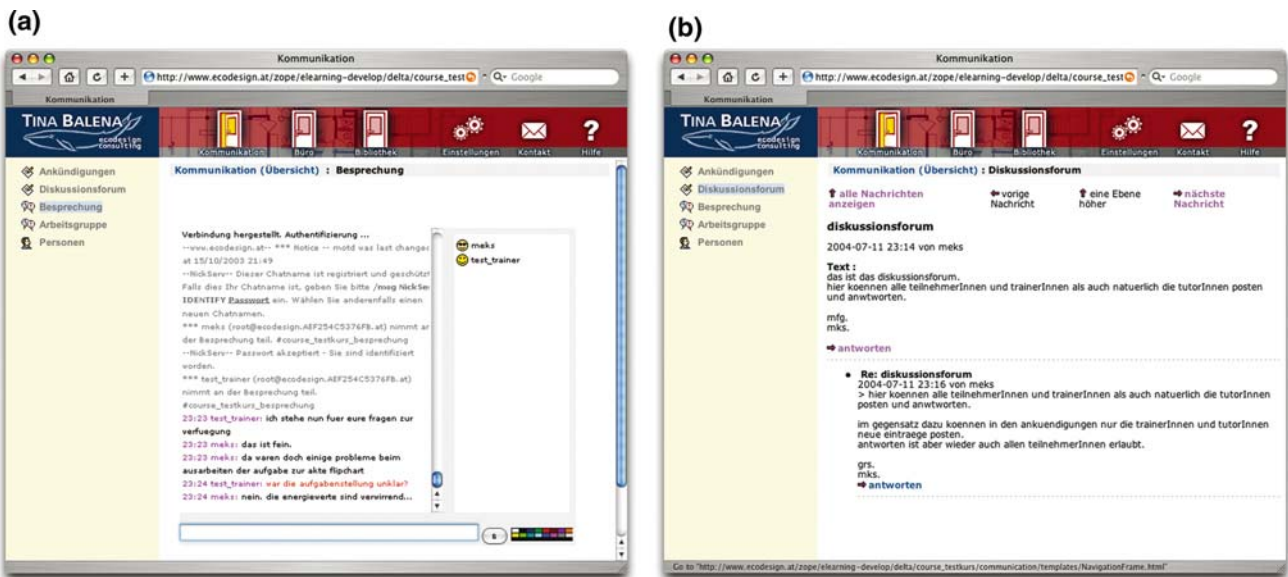 (a)
Kommunikation
http://www.ecodesign.at/zope/elearning-develop/delta/course_test
Google
Kommunikation
TINA BALENA
ecodesign
consulting
Kommunikation
Büro
Bibliothek
Einstellungen
Kontakt
?
Hilfe
Ankündigungen
Diskussionsforum
Besprechung
Arbeitsgruppe
Personen
Kommunikation (Übersicht) : Besprechung
Verbindung hergestellt. Authentifizierung ...
--www.ecodesign.at-- *** Notice -- motd was last changed
at 15/10/2003 21:49
--NickServ-- Dieser Chatname ist registriert und geschützt
Falls dies Ihr Chatname ist, geben Sie bitte /msg NickSe
IDENTIFY Passwort ein. Wählen Sie anderenfalls einen
neuen Chatnamen.
*** meks (root@ecodesign.AEF254C5376FB.at) nimmt an
der Besprechung teil. #course_testkurs_besprechung
--NickServ-- Passwort akzeptiert - Sie sind identifiziert
worden.
*** test_trainer (root@ecodesign.AEF254C5376FB.at)
nimmt an der Besprechung teil.
#course_testkurs_besprechung
23:23 test_trainer: ich stehe nun fuer eure fragen zur
verfuegung
23:23 meks: das ist fein.
23:23 meks: da waren doch einige probleme beim
ausarbeiten der aufgabe zur akte flipchart
23:24 test_trainer: war die aufgabenstellung unklar?
23:24 meks: nein. die energiewerte sind vervirrend...
meks
test_trainer
s
(b)
Kommunikation
http://www.ecodesign.at/zope/elearning-develop/delta/course_test
Google
Kommunikation
TINA BALENA
ecodesign
consulting
Kommunikation
Büro
Bibliothek
Einstellungen
Kontakt
?
Hilfe
Ankündigungen
Diskussionsforum
Besprechung
Arbeitsgruppe
Personen
Kommunikation (Übersicht) : Diskussionsforum
alle Nachrichten
anzeigen
vorige
Nachricht
eine Ebene
höher
nächste
Nachricht
diskussionsforum
2004-07-11 23:14 von meks
Text :
das ist das diskussionsforum.
hier koennen alle teilnehmerInnen und trainerInnen als auch natuerlich die tutorInnen posten
und anwtworten.
mfg.
mks.
antworten
Re: diskussionsforum
2004-07-11 23:16 von meks
> hier koennen alle teilnehmerInnen und trainerInnen als auch natuerlich die tutorInnen
posten und anwtworten.
im gegensatz dazu koennen in den ankuendigungen nur die trainerInnen und tutorInnen
neue eintraege posten.
antworten ist aber wieder auch allen teilnehmerInnen erlaubt.
grs.
mks.
antworten
Go to "http://www.ecodesign.at/zope/elearning-develop/delta/course_testkurs/communication/templates/NavigationFrame.html"